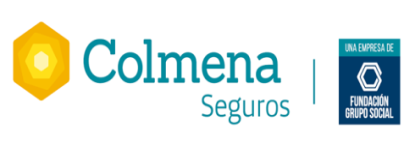 Colmena
Seguros
UNA EMPRESA DE
FUNDACIÓN
GRUPO SOCIAL